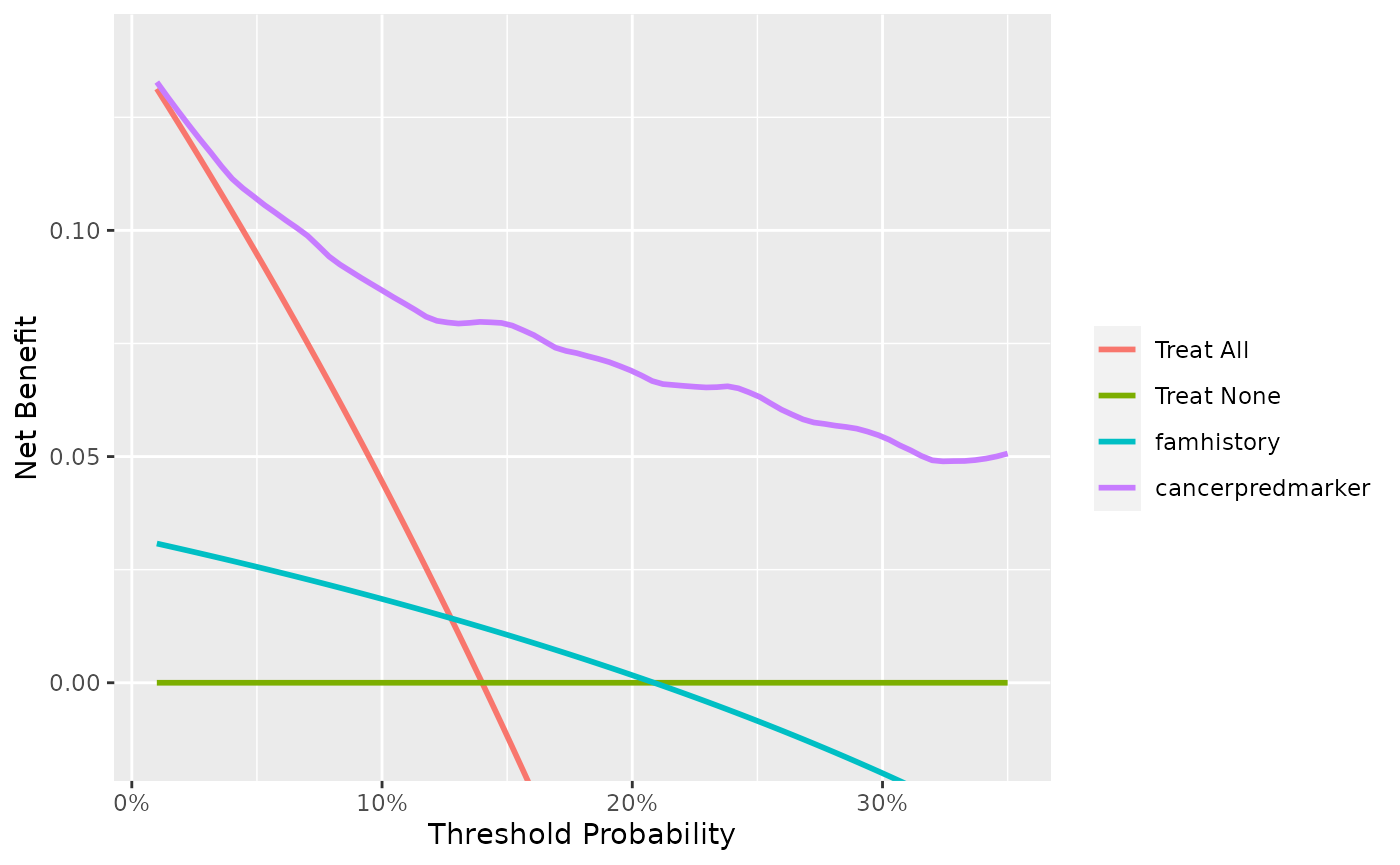 Net Benefit
0.10
0.05
0.00
0%
10%
20%
30%
Threshold Probability
Treat All
Treat None
famhistory
cancerpredmarker